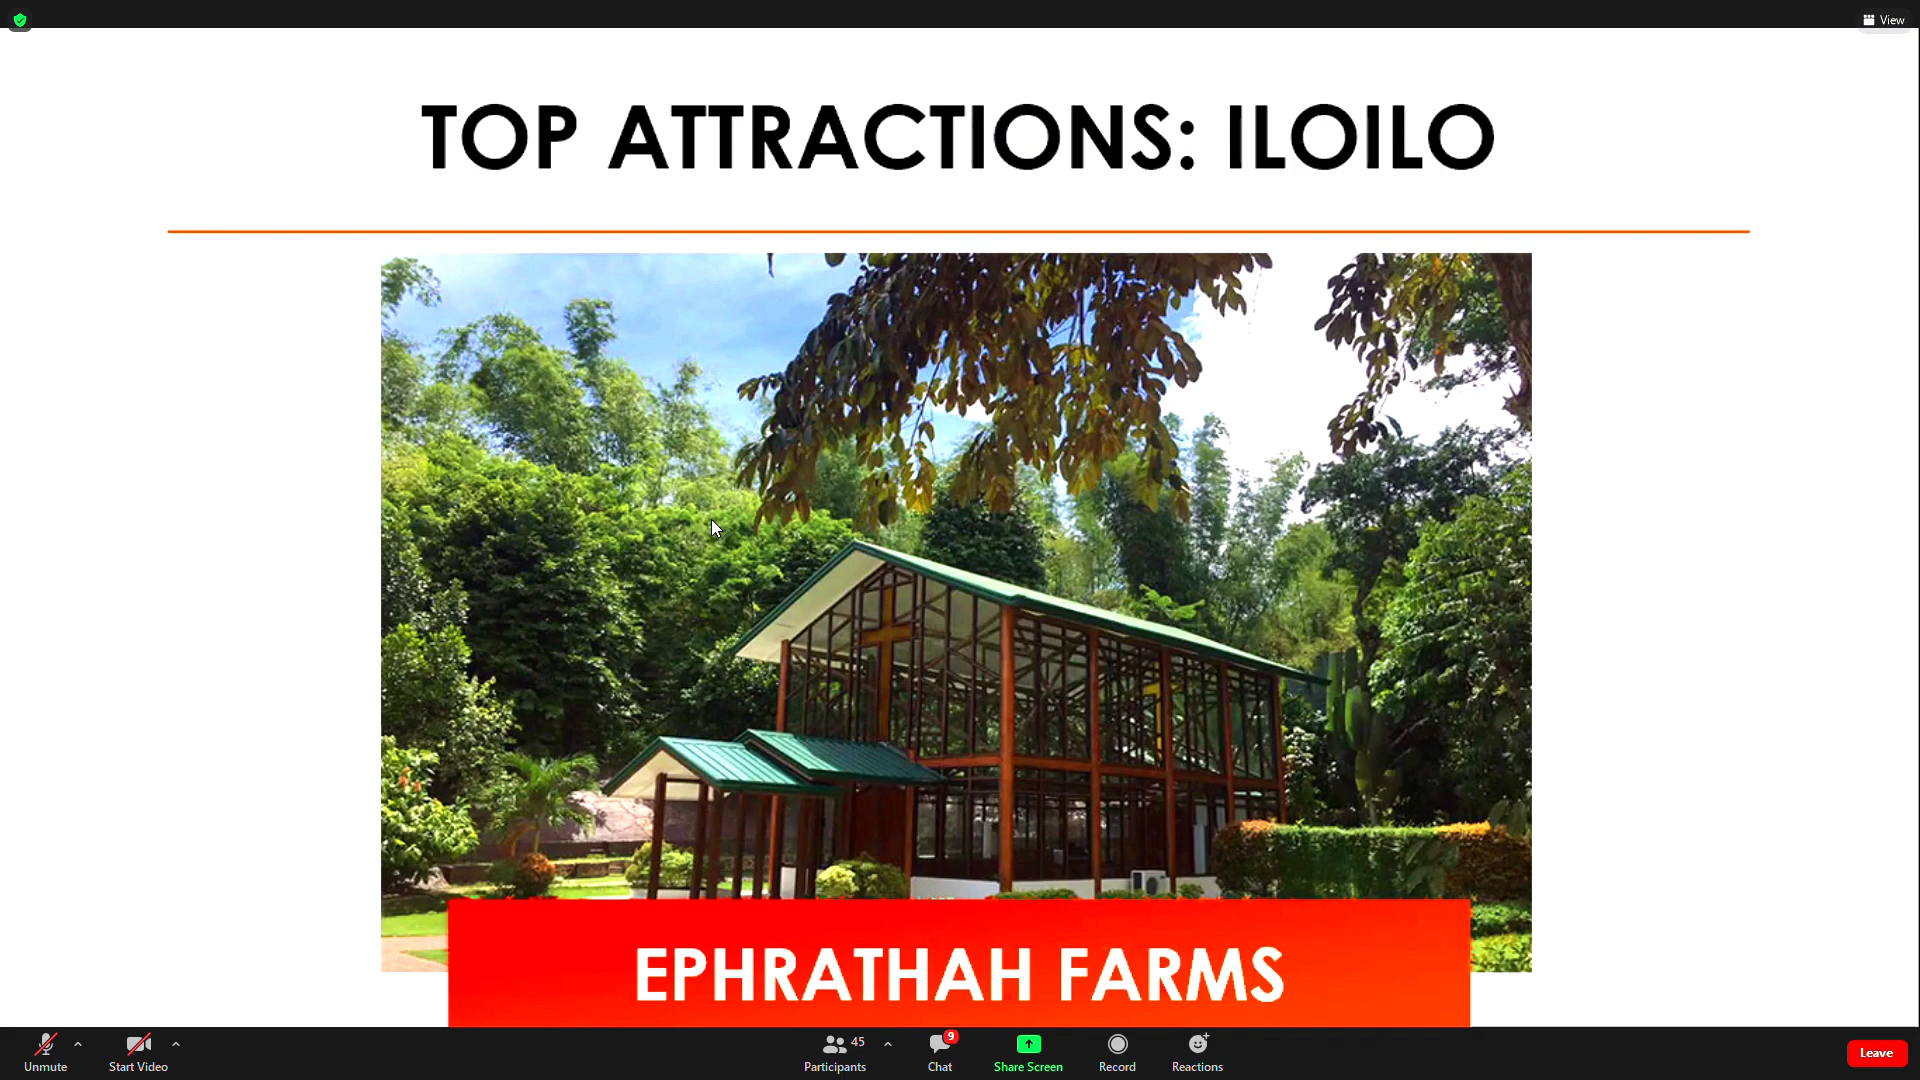 View
TOP ATTRACTIONS: ILOILO
EPHRATHAH FARMS
Unmute
Start Video
45
Participants
9
Chat
Share Screen
Record
Reactions
Leave